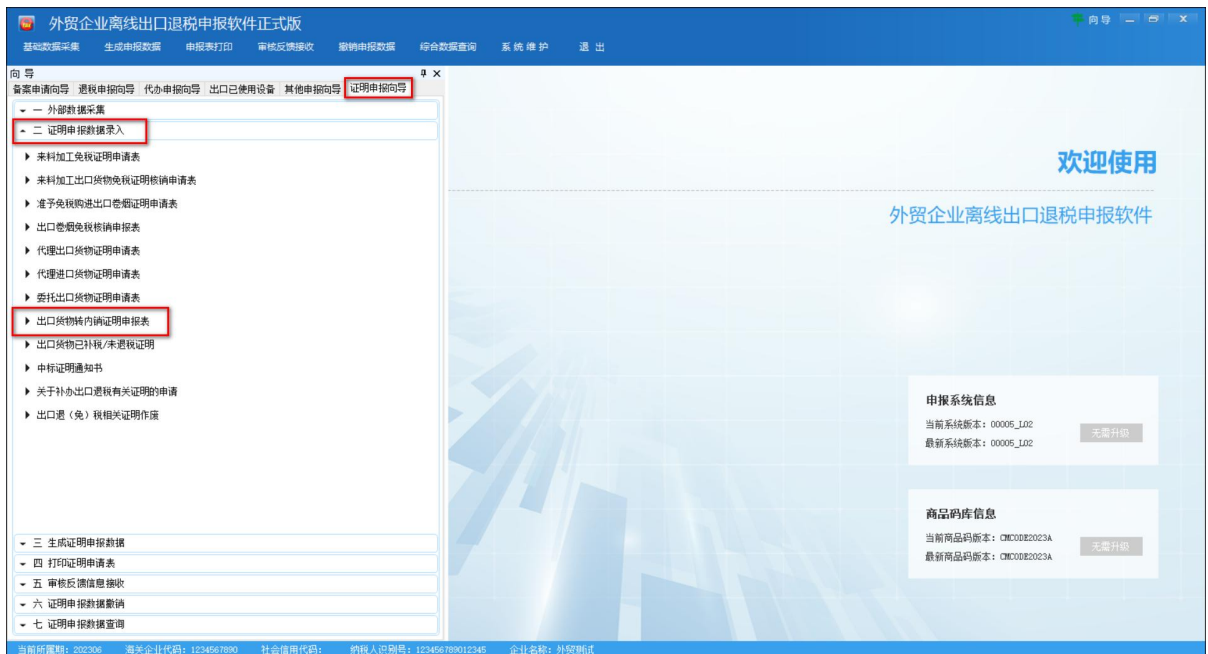 外贸企业离线出口退税申报软件正式版
向导
基础数据采集 生成申报数据 申报表打印 审核反馈接收 撤销申报数据 综合数据查询 系统维护 退出
向导
备案申请向导 退税申报向导 代办申报向导 出口已使用设备 其他申报向导 证明申报向导
一 外部数据采集
二 证明申报数据录入
来料加工免税证明申请表
来料加工出口货物免税证明核销申请表
准予免税购进出口卷烟证明申请表
出口卷烟免税核销申报表
代理出口货物证明申请表
代理进口货物证明申请表
委托出口货物证明申请表
出口货物转内销证明申报表
出口货物已补税/未退税证明
中标证明通知书
关于补办出口退税有关证明的申请
出口退（免）税相关证明作废
三 生成证明申报数据
四 打印证明申请表
五 审核反馈信息接收
六 证明申报数据撤销
七 证明申报数据查询
欢迎使用
外贸企业离线出口退税申报软件
申报系统信息
当前系统版本：00005_L02
最新系统版本：00005_L02
无需升级
商品码库信息
当前商品码版本：CMCODE2023A
最新商品码版本：CMCODE2023A
无需升级
当前所属期：202306 海关企业代码：1234567890 社会信用代码： 纳税人识别号：123456789012345 企业名称：外贸测试